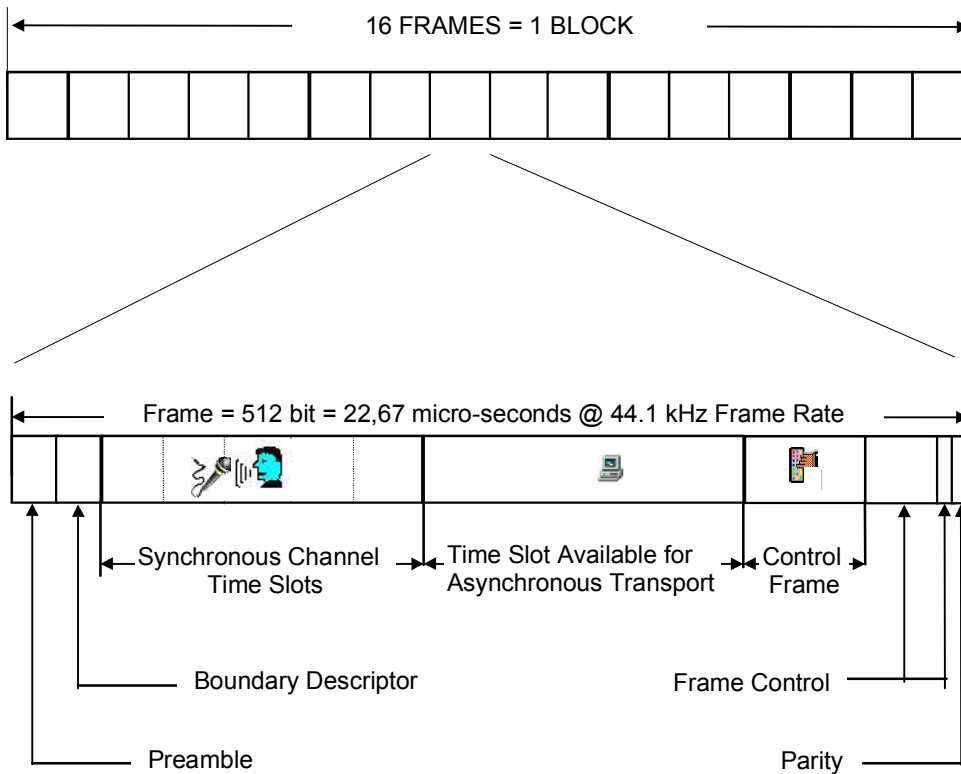 16 FRAMES = 1 BLOCK
Frame = 512 bit = 22,67 micro-seconds @ 44.1 kHz Frame Rate
Synchronous Channel
Time Slots
Time Slot Available for
Asynchronous Transport
Control
Frame
Boundary Descriptor
Frame Control
Preamble
Parity